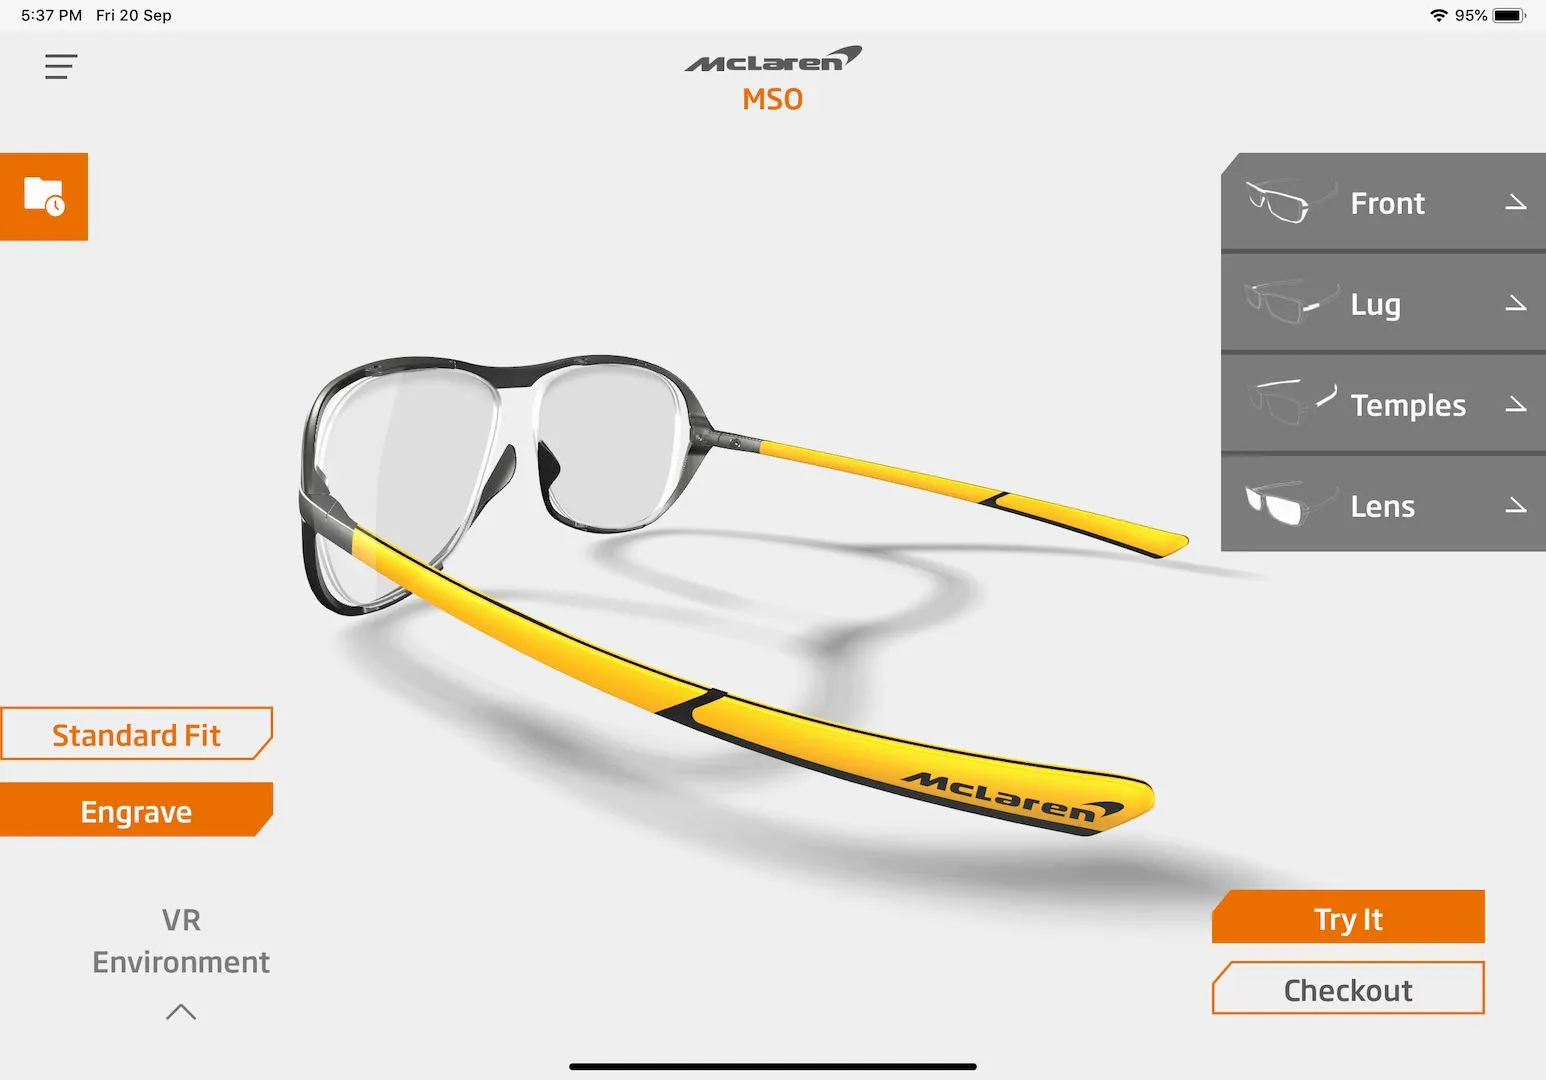 5:37 PM Fri 20 Sep
95%
McLaren
MSO
Front
Lug
Temples
Lens
McLaren
Standard Fit
Engrave
VR
Environment
Try It
Checkout